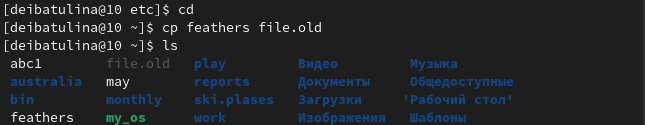 [deibatulina@10 etc]$ cd
[deibatulina@10 ~]$ cp feathers file.old
[deibatulina@10 ~]$ ls
abc1 file.old play Видео Музыка
australia may reports Документы Общедоступные
bin monthly ski.plases Загрузки 'Рабочий стол'
feathers my_os work Изображения Шаблоны